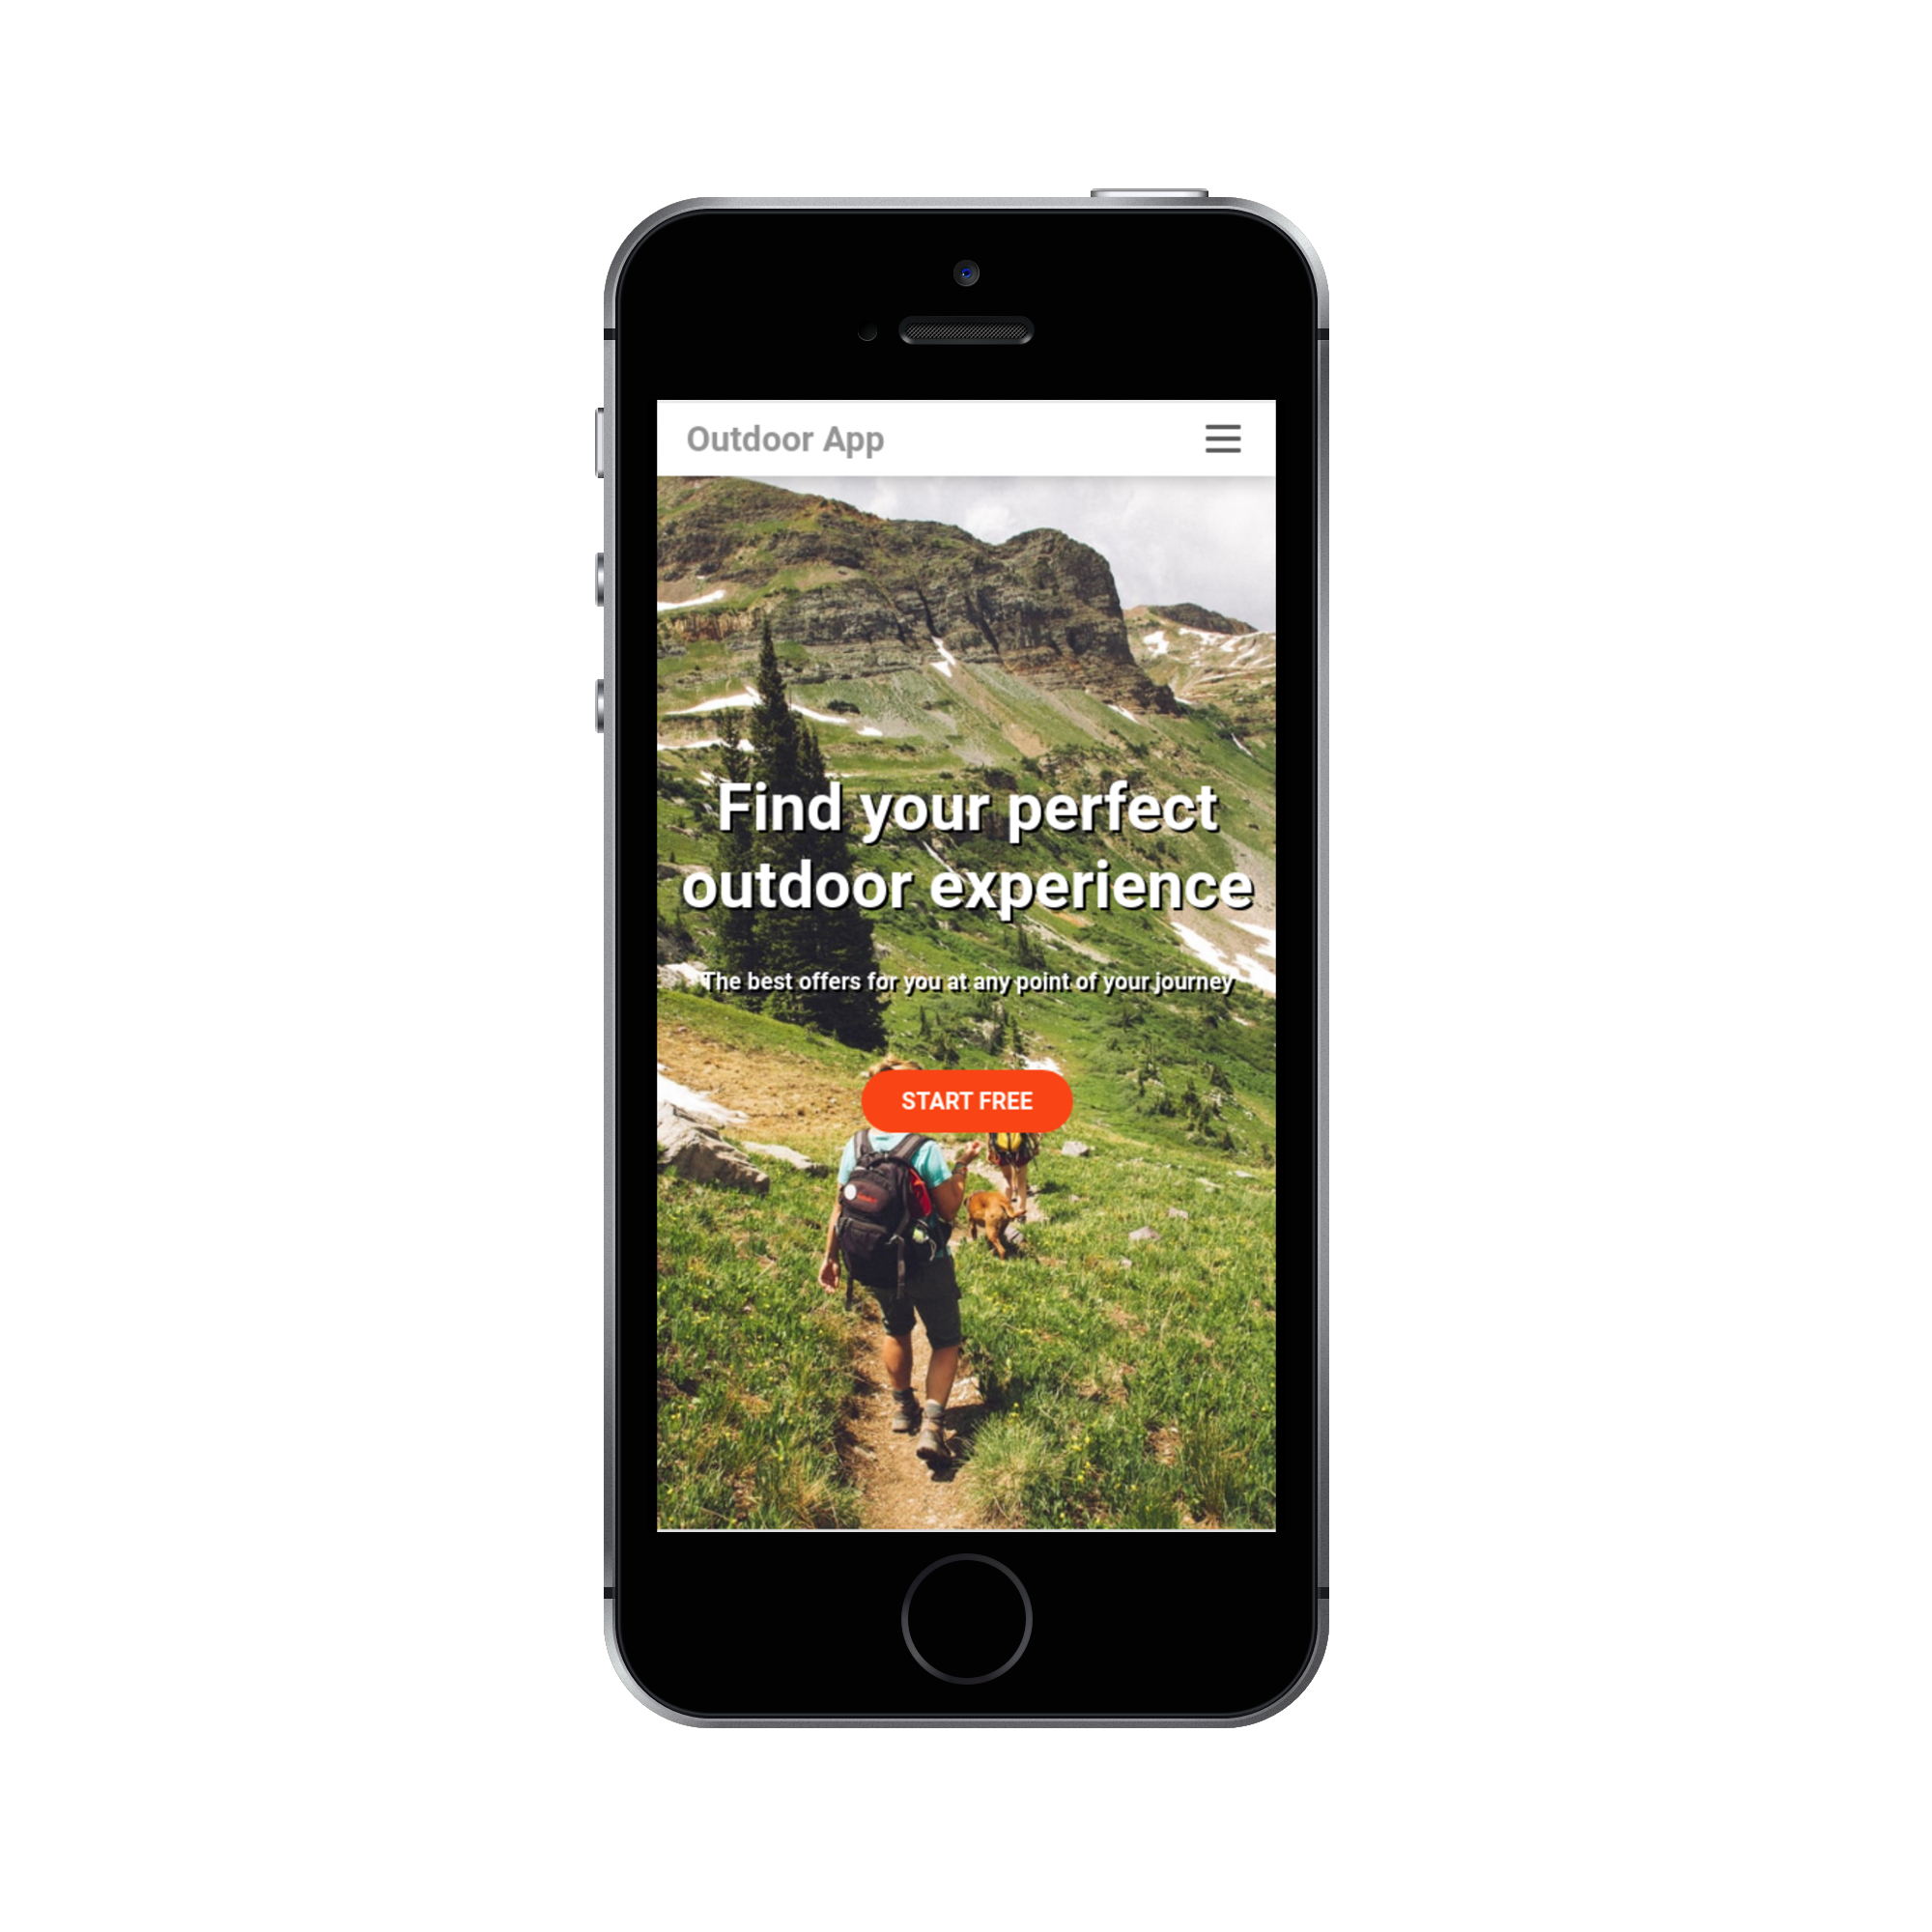 Outdoor App
Find your perfect
outdoor experience
The best offers for you at any point of your journey
START FREE